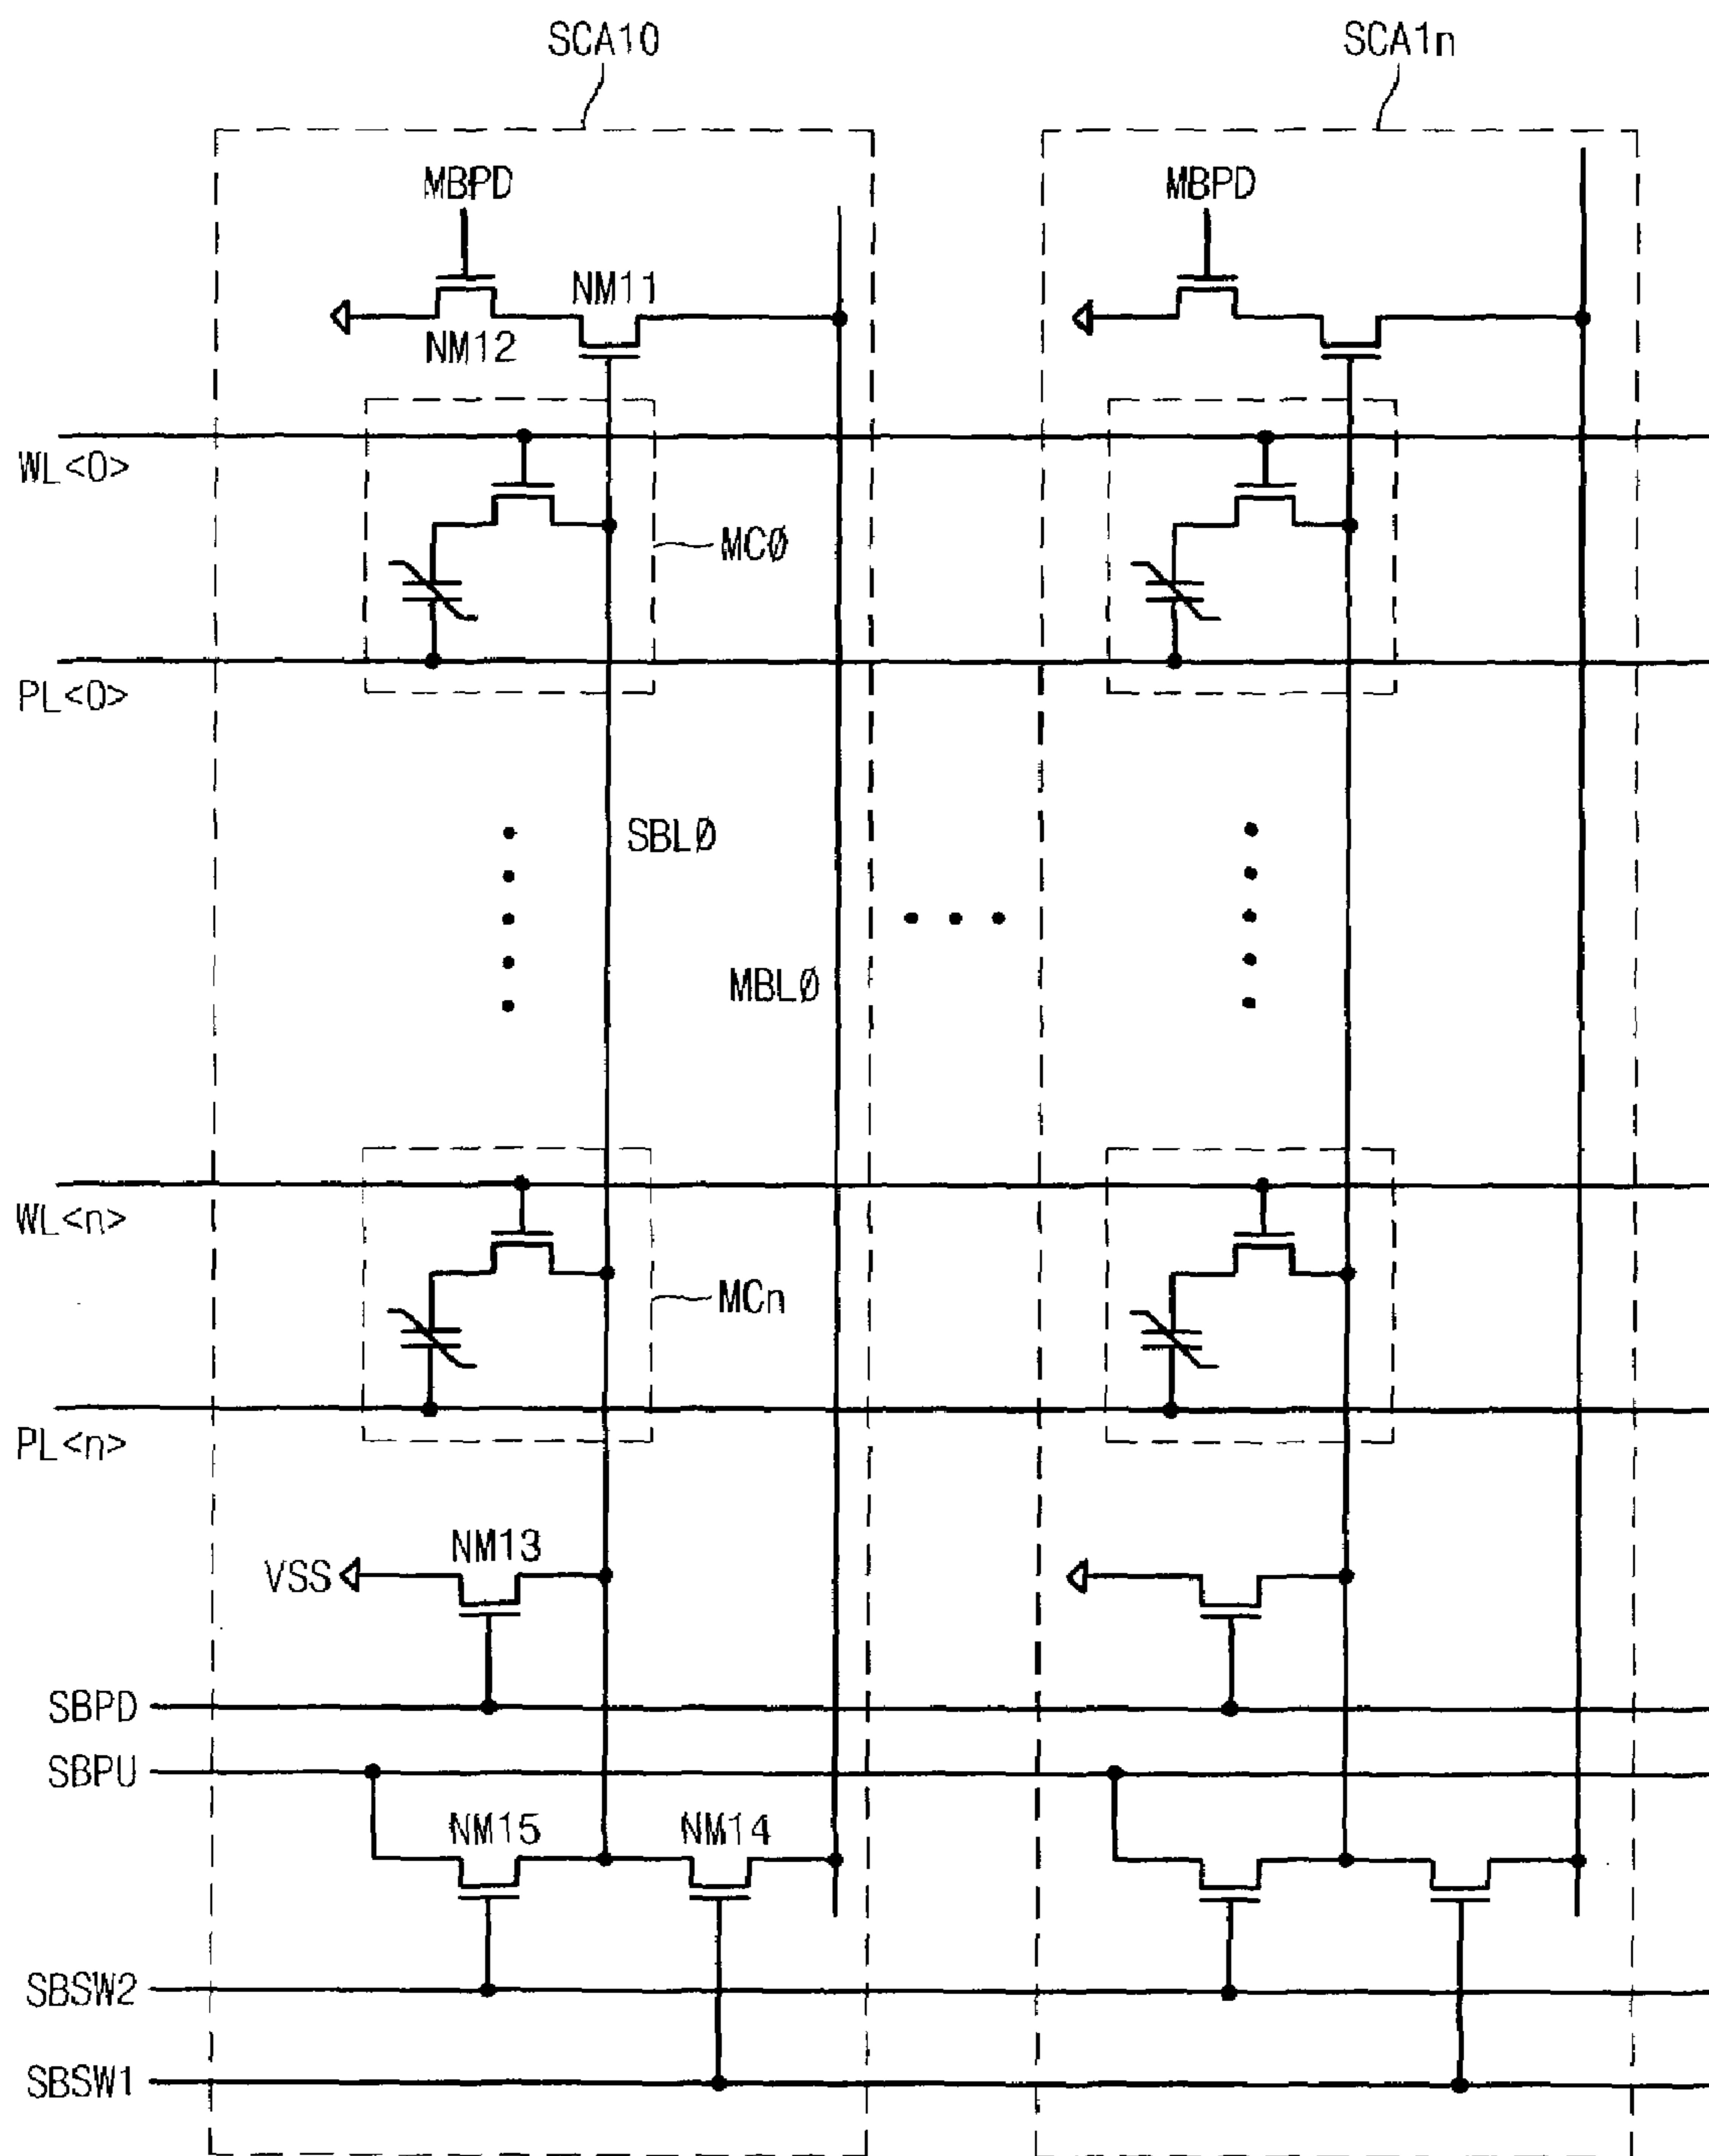 SCA10 SCA1n
MBPD MBPD
NM11
NM12
WL<0>
MCØ
PL<0>
SBLØ
MBLØ
WL<n>
MCn
PL<n>
NM13
VSS
SBPD
SBPU
NM15 NM14
SBSW2
SBSW1